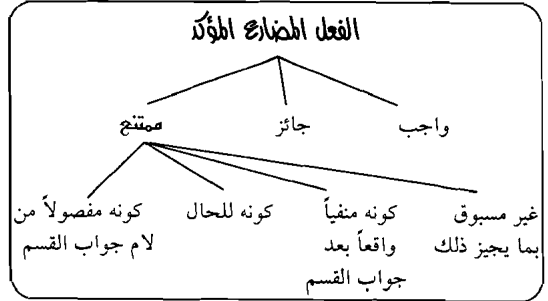 الفعل المضارع المؤكد
واجب جائز ممتنع
غير مسبوق كونه منفياً كونه للحال كونه مفصولاً من
بما يجيز ذلك واقعاً بعد لام جواب القسم
جواب القسم